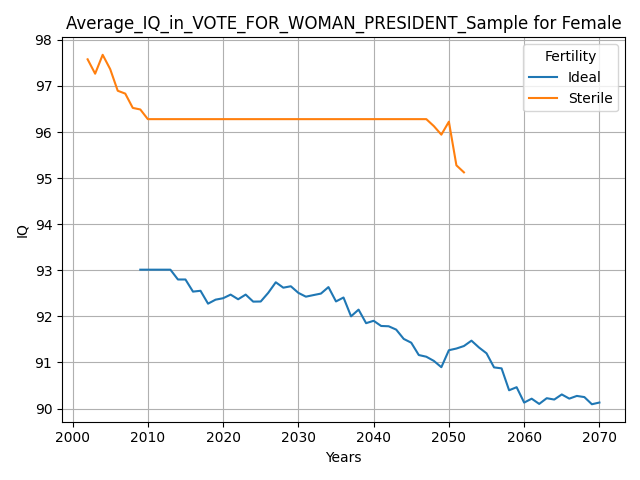 Average_IQ_in_VOTE_FOR_WOMAN_PRESIDENT_Sample for Female
Fertility
Ideal
Sterile
98
97
96
95
94
93
92
91
90
IQ
2000 2010 2020 2030 2040 2050 2060 2070
Years